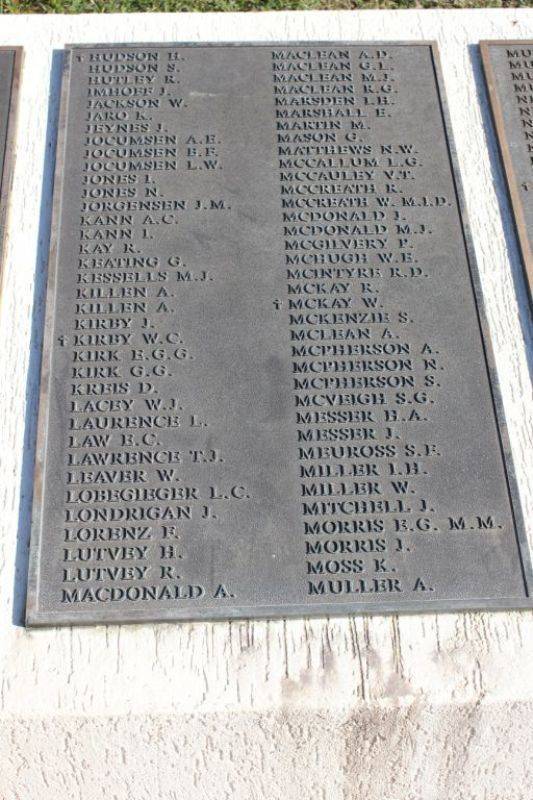 † HUDSON H.
HUDSON N.
HUTLEY R.
IMHOFF J.
JACKSON W.
JARO K.
JEYNES J.
JOCUMSEN A.E.
JOCUMSEN E.F.
JOCUMSEN L.W.
JONES I.
JONES N.
JORGENSEN J.M.
KANN A.C.
KANN I.
KAY R.
KEATING G.
KESSELLS M.J.
KILLEN A.
KILLEN A.
KIRBY J.
† KIRBY W.C.
KIRK E.G.G.
KIRK G.G.
KREIS D.
LACEY W.J.
LAURENCE L.
LAW E.C.
LAWRENCE T.J.
LEAVER W.
LOBEGIEGER L.C.
LONDRIGAN J.
LORENZ F.
LUTVEY H.
LUTVEY R.
MACDONALD A.
MACLEAN A.D.
MACLEAN G.L.
MACLEAN M.J.
MACLEAN R.G.
MARSDEN I.H.
MARSHALL E.
MARTIN M.
MASON G.
MATTHEWS N.W.
MCCALLUM L.G.
MCCAULEY V.T.
MCCREATH R.
MCCREATH W. M.I.D.
MCDONALD J.
MCDONALD M.J.
MCGILVERY P.
MCHUGH W.E.
MCINTYRE R.D.
MCKAY R.
† MCKAY W.
MCKENZIE S.
MCLEAN A.
MCPHERSON A.
MCPHERSON N.
MCPHERSON S.
MCVEIGH S.G.
MESSER H.A.
MESSER J.
MEUROSS S.F.
MILLER I.H.
MILLER W.
MITCHELL J.
MORRIS E.G. M.M.
MORRIS J.
MOSS K.
MULLER A.